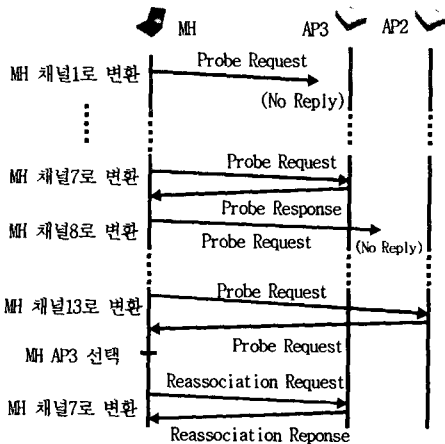 MH AP3 AP2
Probe Request
MH 채널1로 변환
(No Reply)
Probe Request
MH 채널7로 변환
Probe Response
MH 채널8로 변환
Probe Request
(No Reply)
Probe Request
MH 채널13로 변환
Probe Request
MH AP3 선택
Reassociation Request
MH 채널7로 변환
Reassociation Reponse